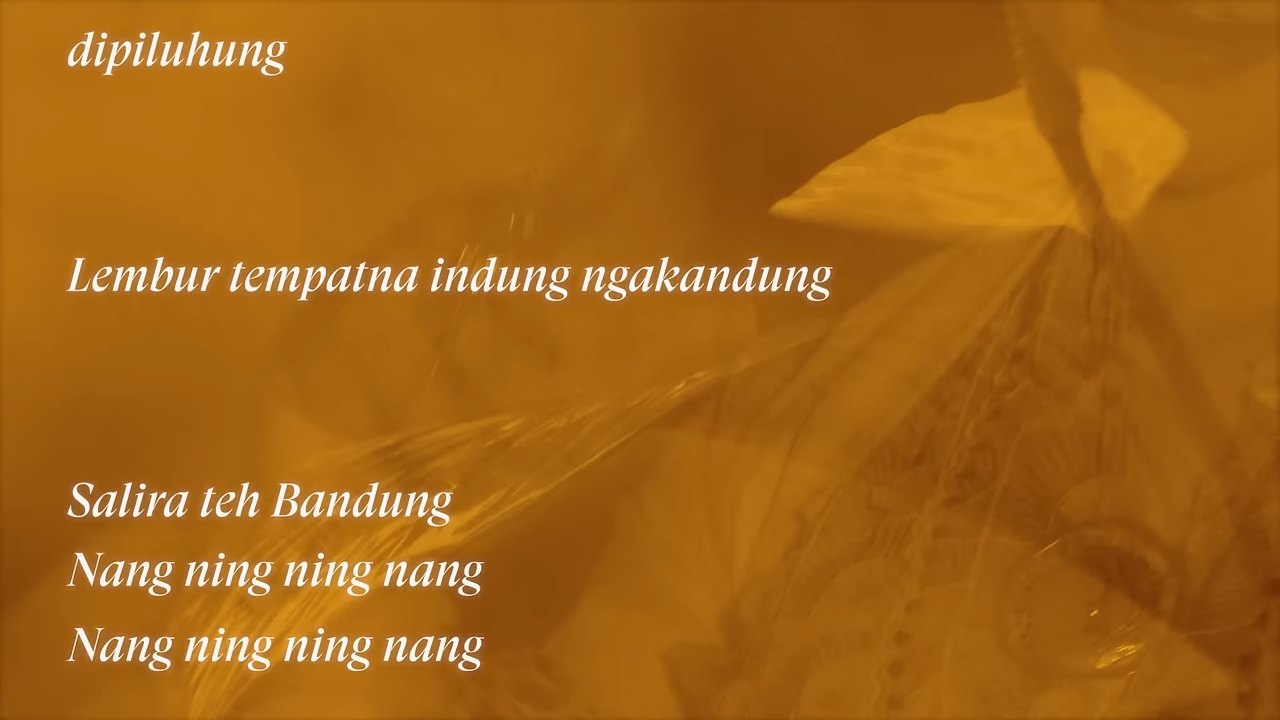 dipiluhung
Lembur tempatna indung ngakandung
Salira teh Bandung
Nang ning ning nang
Nang ning ning nang